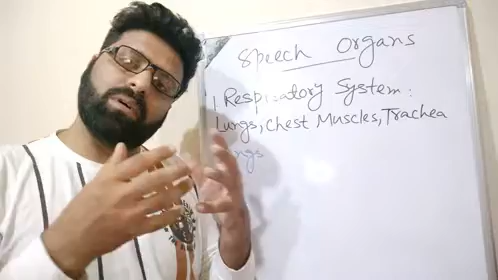 Speech Organs
1 Respiratory System:
Lungs, Chest Muscles, Trachea